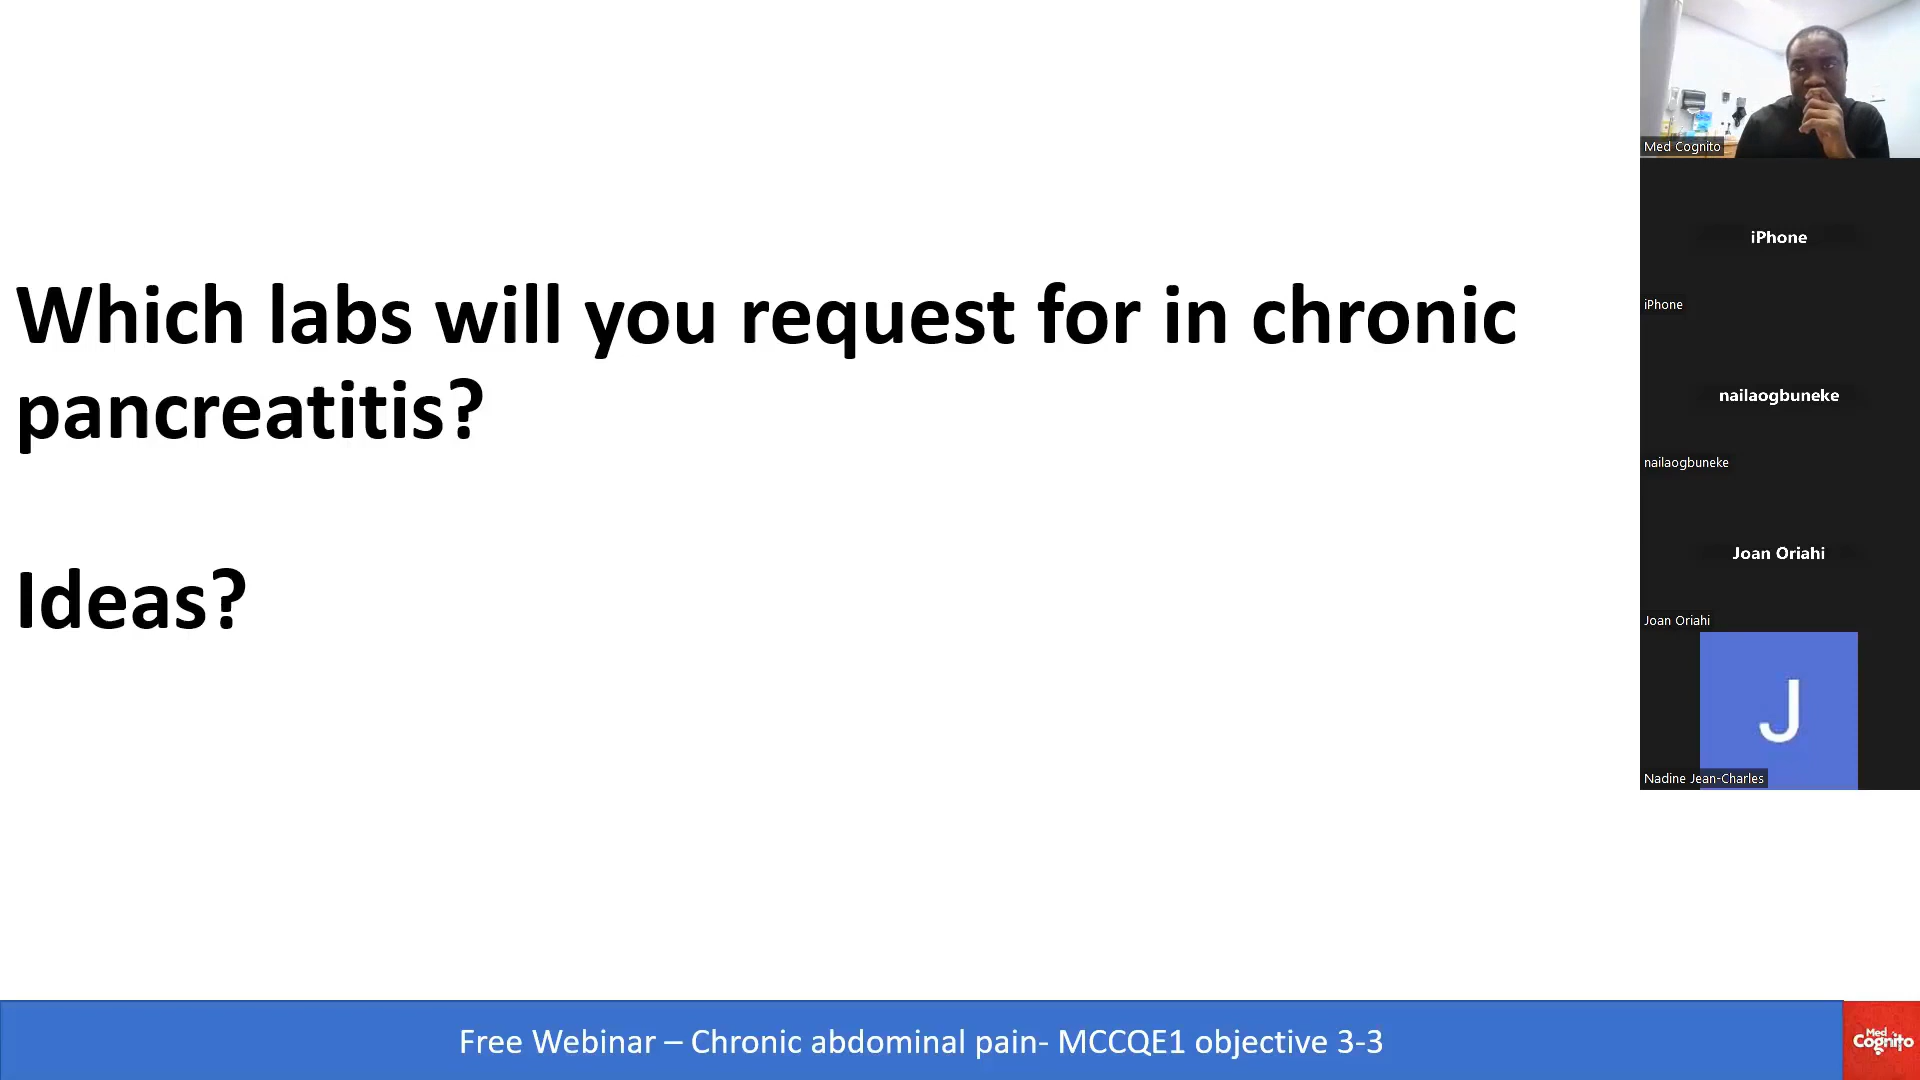 Which labs will you request for in chronic
pancreatitis?
Ideas?
Med Cognito
iPhone
iPhone
nailaogbuneke
nailaogbuneke
Joan Oriahi
Joan Oriahi
J
Nadine Jean-Charles
Free Webinar – Chronic abdominal pain- MCCQE1 objective 3-3
Med
Cognito